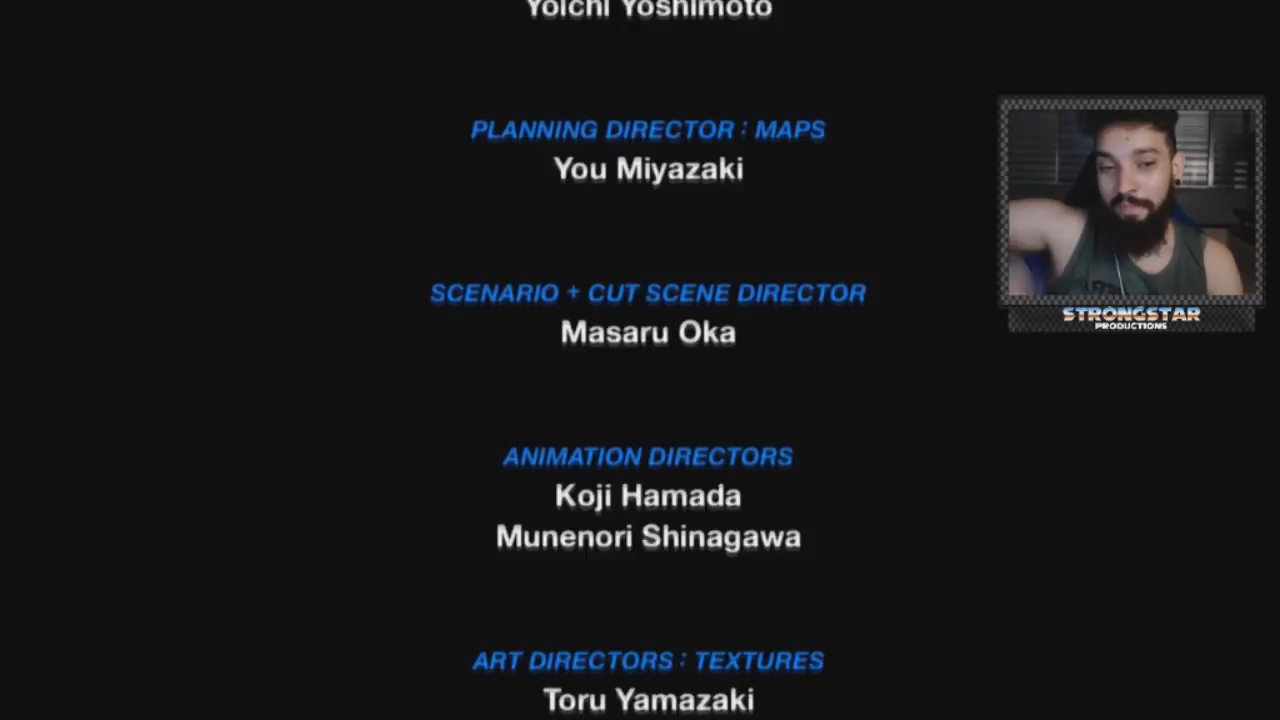 Yoichi Yoshimoto
PLANNING DIRECTOR : MAPS
You Miyazaki
SCENARIO + CUT SCENE DIRECTOR
Masaru Oka
ANIMATION DIRECTORS
Koji Hamada
Munenori Shinagawa
ART DIRECTORS : TEXTURES
Toru Yamazaki
STRONGSTAR
PRODUCTIONS